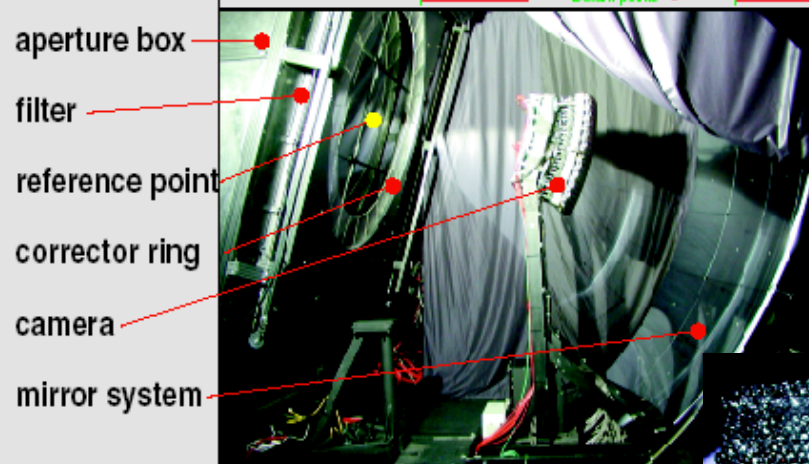 aperture box
filter
reference point
corrector ring
camera
mirror system